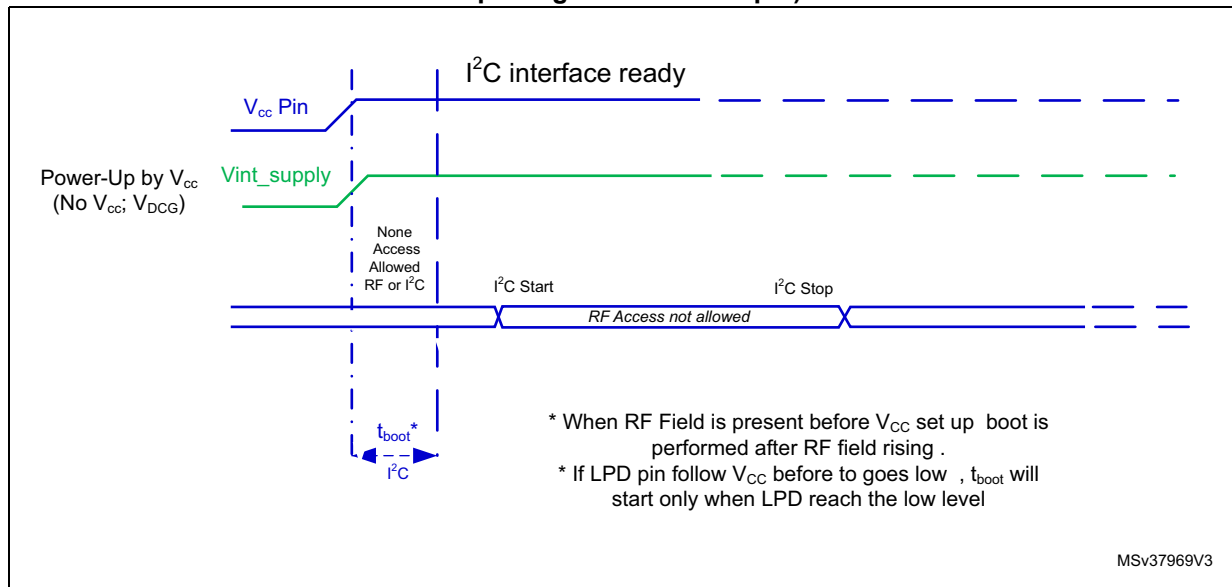 I²C interface ready
Vcc Pin
Power-Up by Vcc
(No Vcc; VDCG)
Vint_supply
None
Access
Allowed
RF or I²C
I²C Start
I²C Stop
RF Access not allowed
tboot*
I²C
* When RF Field is present before VCC set up boot is
performed after RF field rising .
* If LPD pin follow VCC before to goes low , tboot will
start only when LPD reach the low level
MSv37969V3